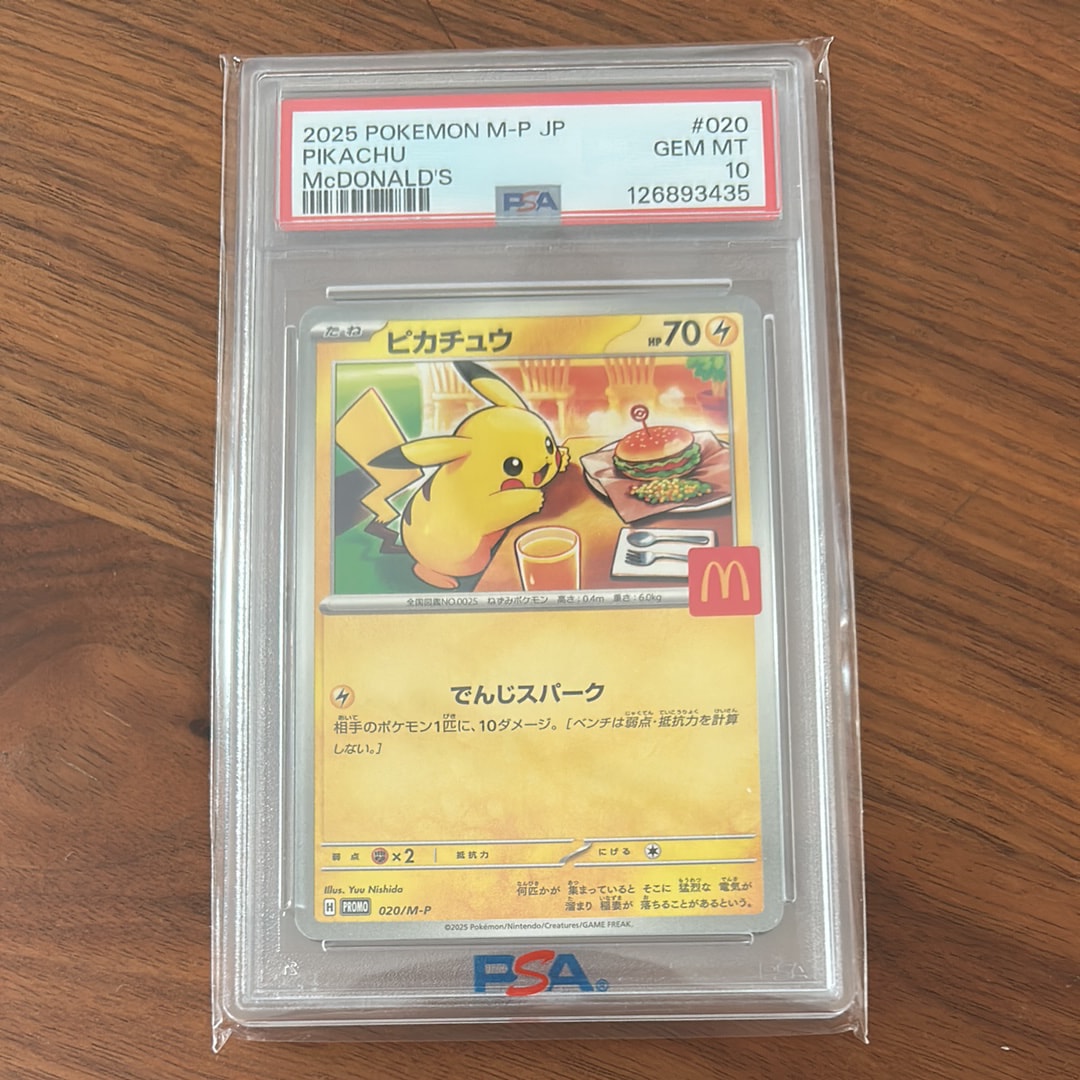 2025 POKEMON M-P JP #020
PIKACHU GEM MT
McDONALD'S 10
126893435
PSA
たね ピカチュウ HP70
全国図鑑NO.0025 ねずみポケモン 高さ:0.4m 重さ:6.0kg
M
でんじスパーク
相手のポケモン1匹に、10ダメージ。[ベンチは弱点・抵抗力を計算
しない。]
弱点 ×2 抵抗力 にげる
Illus. Yuu Nishida
何匹かが 集まっていると そこに 猛烈な 電気が
溜まり 稲妻が 落ちることがあるという。
H PROMO 020/M-P
©2025 Pokémon/Nintendo/Creatures/GAME FREAK.
PSA